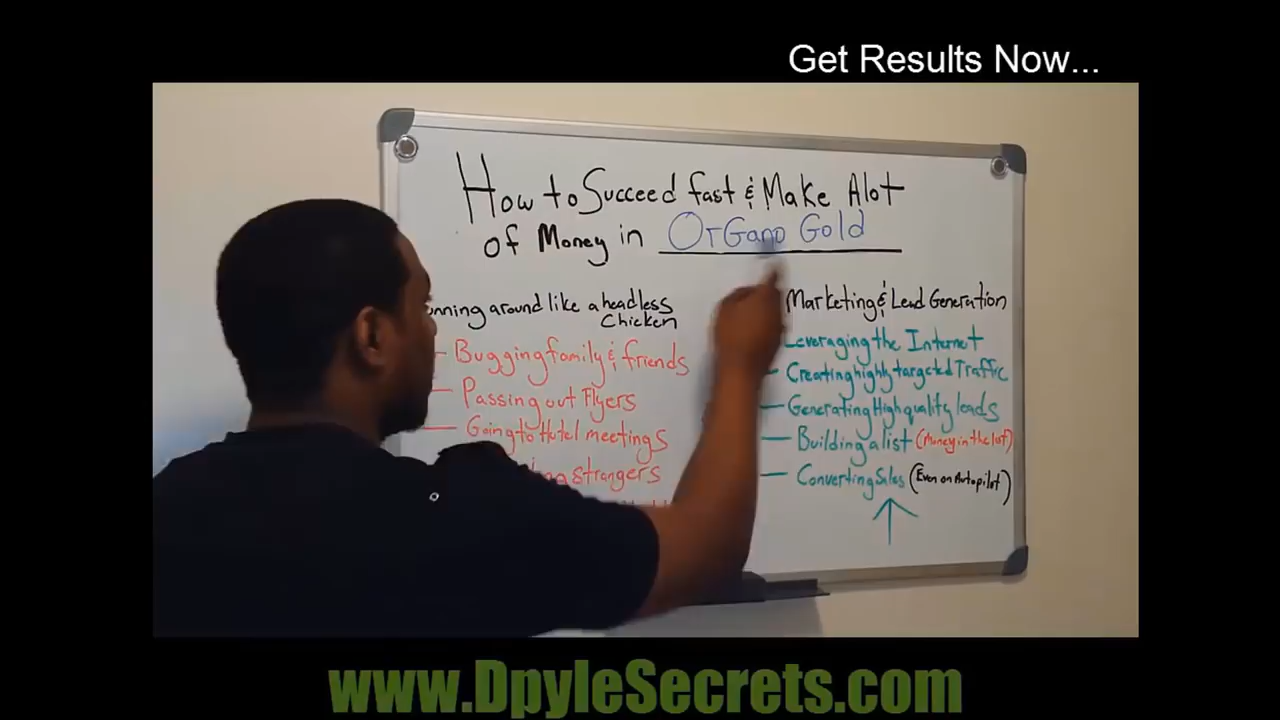 Get Results Now...
How to Succeed fast & Make Alot
of Money in OrGano Gold
around like a headless
Chicken
Marketing & Lead Generation
Bugging family & friends
Leveraging the Internet
— Passing out Flyers
— Creating highly targeted Traffic
— Going to Hotel meetings
— Generating High quality leads
strangers
— Building a list (Money in the list)
— Converting Sales (Even on Autopilot)
www.DpyleSecrets.com